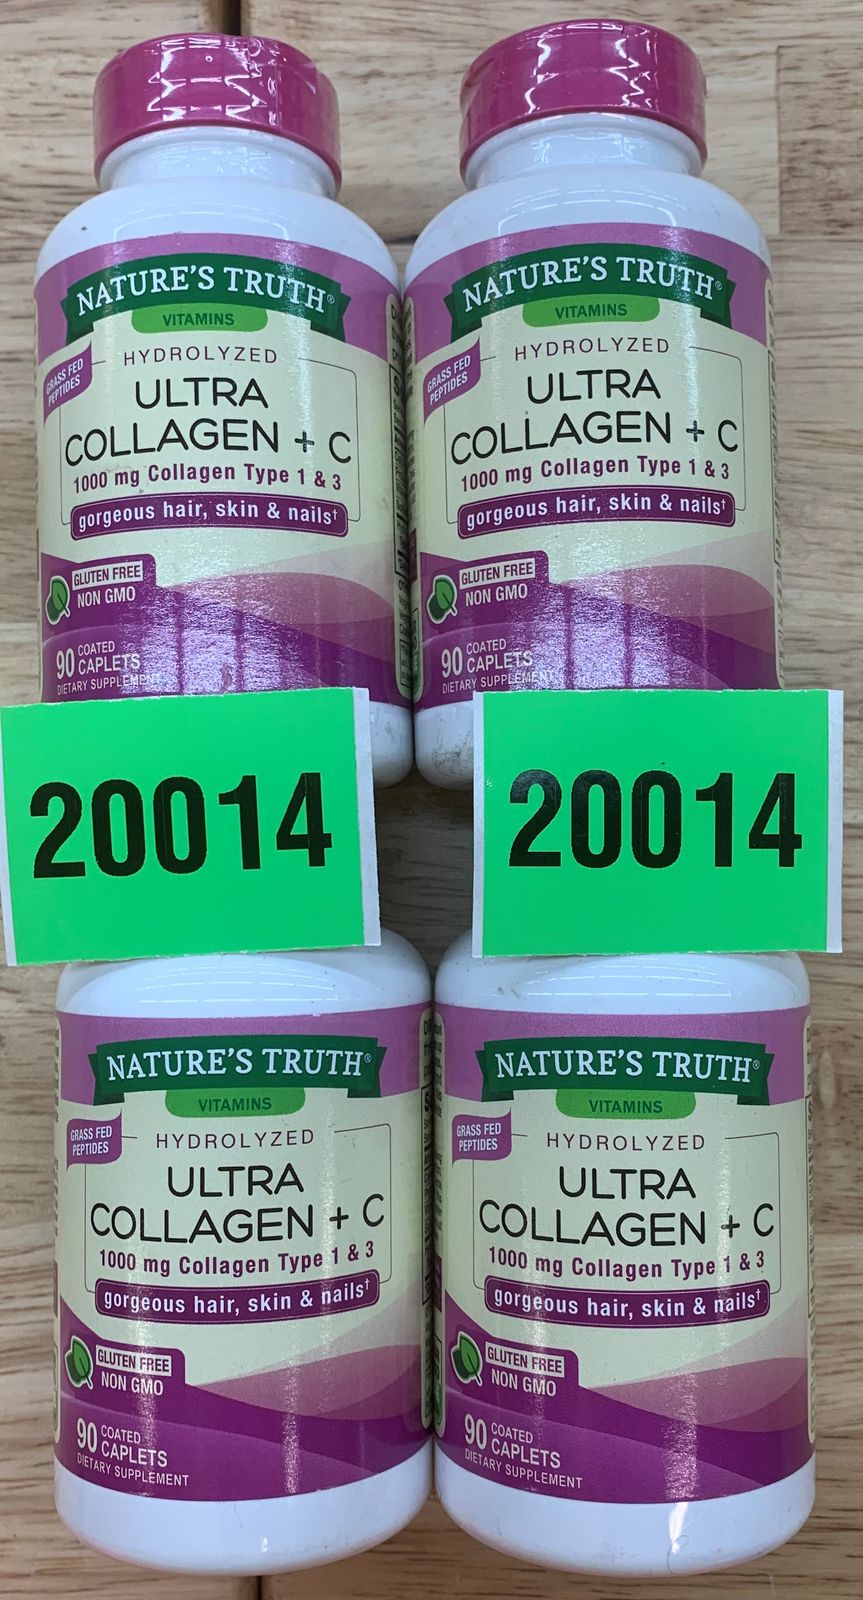 NATURE'S TRUTH®
VITAMINS
GRASS FED
PEPTIDES
HYDROLYZED
ULTRA
COLLAGEN + C
1000 mg Collagen Type 1 & 3
gorgeous hair, skin & nails†
GLUTEN FREE
NON GMO
90 COATED
CAPLETS
DIETARY SUPPLEMENT
NATURE'S TRUTH®
VITAMINS
GRASS FED
PEPTIDES
HYDROLYZED
ULTRA
COLLAGEN + C
1000 mg Collagen Type 1 & 3
gorgeous hair, skin & nails†
GLUTEN FREE
NON GMO
90 COATED
CAPLETS
DIETARY SUPPLEMENT
20014
20014
NATURE'S TRUTH®
VITAMINS
GRASS FED
PEPTIDES
HYDROLYZED
ULTRA
COLLAGEN + C
1000 mg Collagen Type 1 & 3
gorgeous hair, skin & nails†
GLUTEN FREE
NON GMO
90 COATED
CAPLETS
DIETARY SUPPLEMENT
NATURE'S TRUTH®
VITAMINS
GRASS FED
PEPTIDES
HYDROLYZED
ULTRA
COLLAGEN + C
1000 mg Collagen Type 1 & 3
gorgeous hair, skin & nails†
GLUTEN FREE
NON GMO
90 COATED
CAPLETS
DIETARY SUPPLEMENT